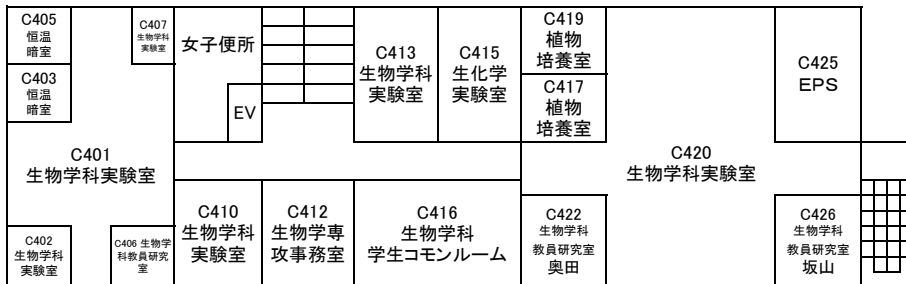 C405
恒温
暗室
C407
生物学科
実験室
女子便所
C413
生物学科
実験室
C415
生化学
実験室
C419
植物
培養室
C425
EPS
C403
恒温
暗室
EV
C417
植物
培養室
C401
生物学科実験室
C420
生物学科実験室
C402
生物学科
実験室
C406 生物学
科教員研究
室
C410
生物学科
実験室
C412
生物学専
攻事務室
C416
生物学科
学生コモンルーム
C422
生物学科
教員研究室
奥田
C426
生物学科
教員研究室
坂山